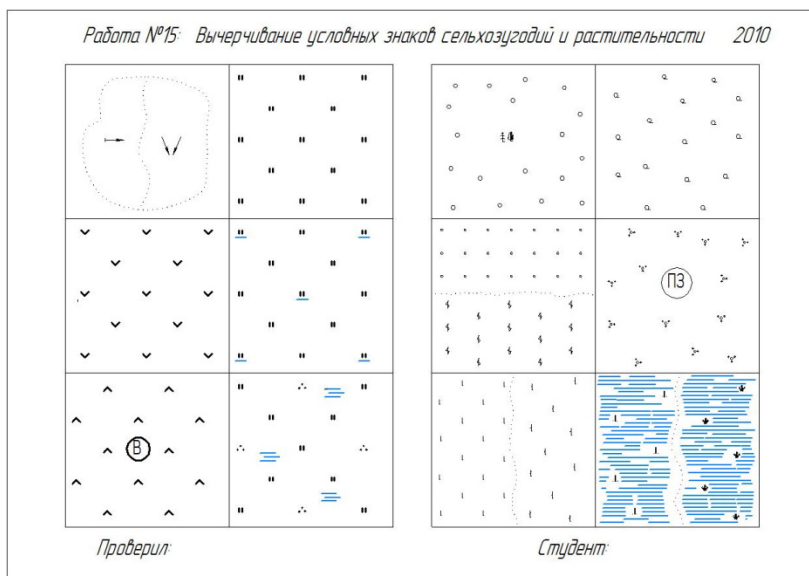 Работа №15: Вычерчивание условных знаков сельхозугодий и растительности 2010
ПЗ
В
Проверил:
Студент: